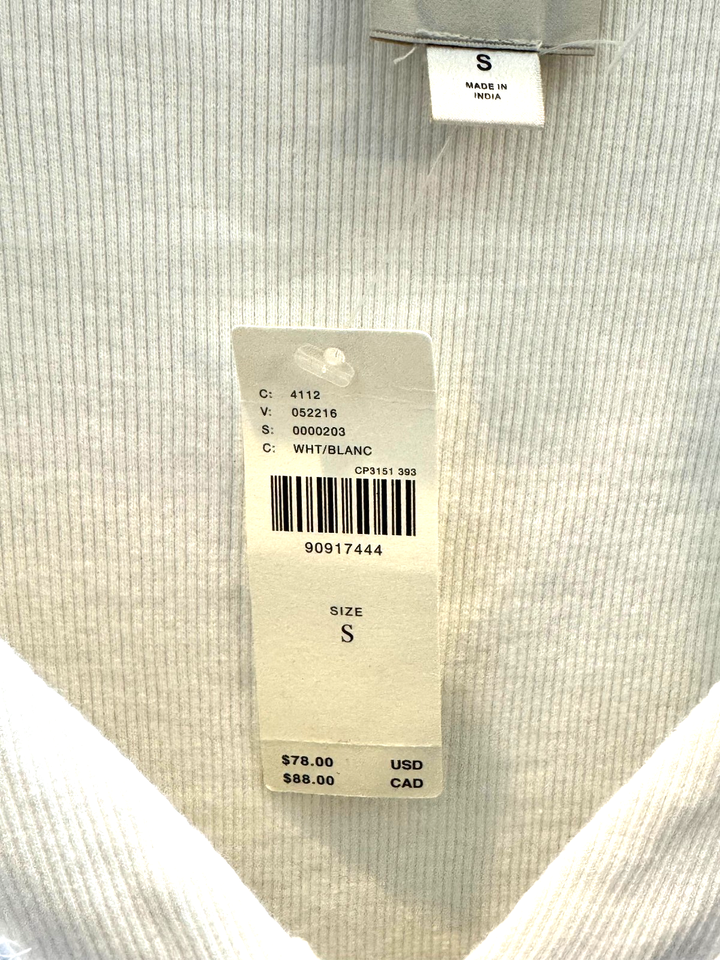 S
MADE IN
INDIA
C: 4112
V: 052216
S: 0000203
C: WHT/BLANC
CP3151 393
90917444
SIZE
S
$78.00 USD
$88.00 CAD